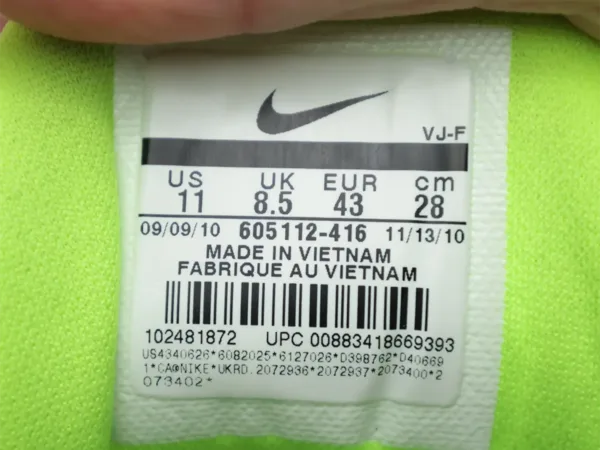 VJ-F
US UK EUR cm
11 8.5 43 28
09/09/10 605112-416 11/13/10
MADE IN VIETNAM
FABRIQUE AU VIETNAM
102481872 UPC 00883418669393
US4340626*6082025*6127026*D398762*D40669
1*CA@NIKE*UKRD.2072936*2072937*2073400*2
073402*